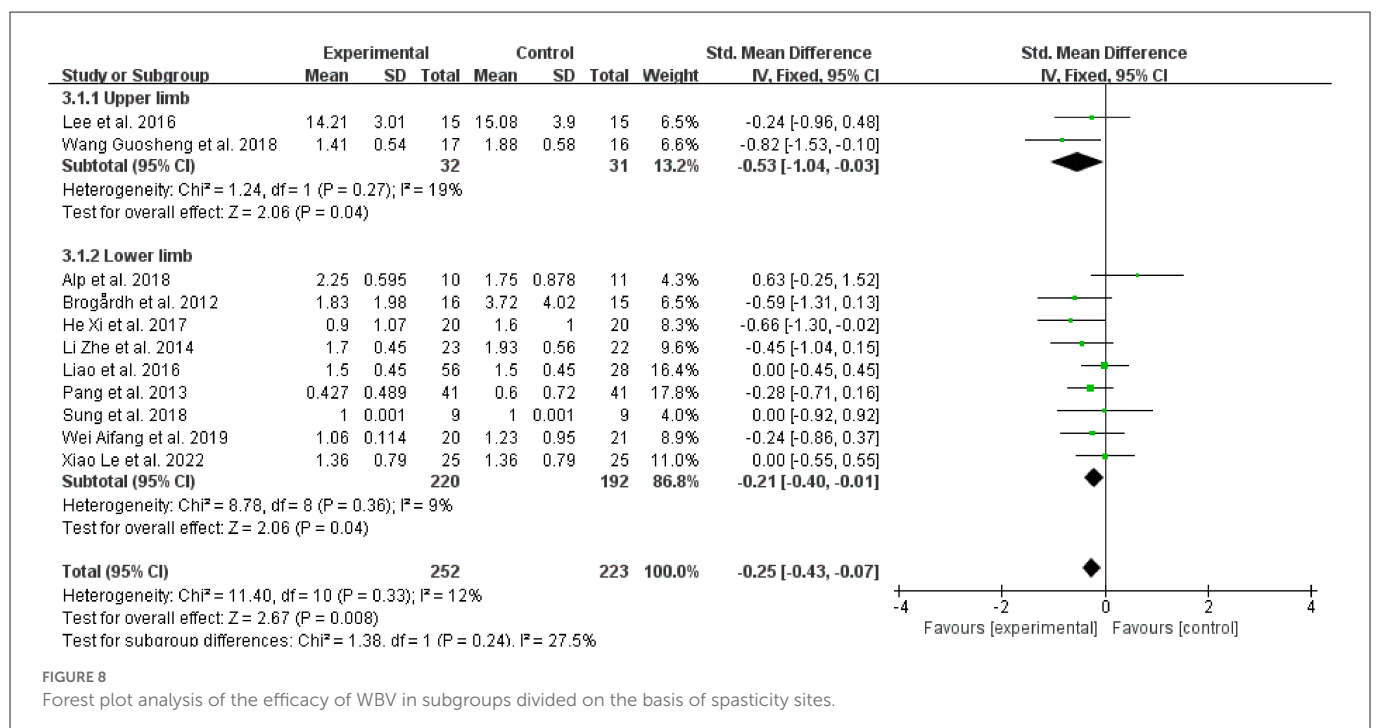 Experimental Control Std. Mean Difference Std. Mean Difference
Study or Subgroup Mean SD Total Mean SD Total Weight IV, Fixed, 95% CI IV, Fixed, 95% CI
3.1.1 Upper limb
Lee et al. 2016 14.21 3.01 15 15.08 3.9 15 6.5% -0.24 [-0.96, 0.48]
Wang Guosheng et al. 2018 1.41 0.54 17 1.88 0.58 16 6.6% -0.82 [-1.53, -0.10]
Subtotal (95% CI) 32 31 13.2% -0.53 [-1.04, -0.03]
Heterogeneity: Chi² = 1.24, df = 1 (P = 0.27); I² = 19%
Test for overall effect: Z = 2.06 (P = 0.04)
3.1.2 Lower limb
Alp et al. 2018 2.25 0.595 10 1.75 0.878 11 4.3% 0.63 [-0.25, 1.52]
Brogårdh et al. 2012 1.83 1.98 16 3.72 4.02 15 6.5% -0.59 [-1.31, 0.13]
He Xi et al. 2017 0.9 1.07 20 1.6 1 20 8.3% -0.66 [-1.30, -0.02]
Li Zhe et al. 2014 1.7 0.45 23 1.93 0.56 22 9.6% -0.45 [-1.04, 0.15]
Liao et al. 2016 1.5 0.45 56 1.5 0.45 28 16.4% 0.00 [-0.45, 0.45]
Pang et al. 2013 0.427 0.489 41 0.6 0.72 41 17.8% -0.28 [-0.71, 0.16]
Sung et al. 2018 1 0.001 9 1 0.001 9 4.0% 0.00 [-0.92, 0.92]
Wei Aifang et al. 2019 1.06 0.114 20 1.23 0.95 21 8.9% -0.24 [-0.86, 0.37]
Xiao Le et al. 2022 1.36 0.79 25 1.36 0.79 25 11.0% 0.00 [-0.55, 0.55]
Subtotal (95% CI) 220 192 86.8% -0.21 [-0.40, -0.01]
Heterogeneity: Chi² = 8.78, df = 8 (P = 0.36); I² = 9%
Test for overall effect: Z = 2.06 (P = 0.04)
Total (95% CI) 252 223 100.0% -0.25 [-0.43, -0.07]
Heterogeneity: Chi² = 11.40, df = 10 (P = 0.33); I² = 12%
Test for overall effect: Z = 2.67 (P = 0.008)
Test for subgroup differences: Chi² = 1.38, df = 1 (P = 0.24), I² = 27.5%
-4 -2 0 2 4
Favours [experimental] Favours [control]
FIGURE 8
Forest plot analysis of the efficacy of WBV in subgroups divided on the basis of spasticity sites.